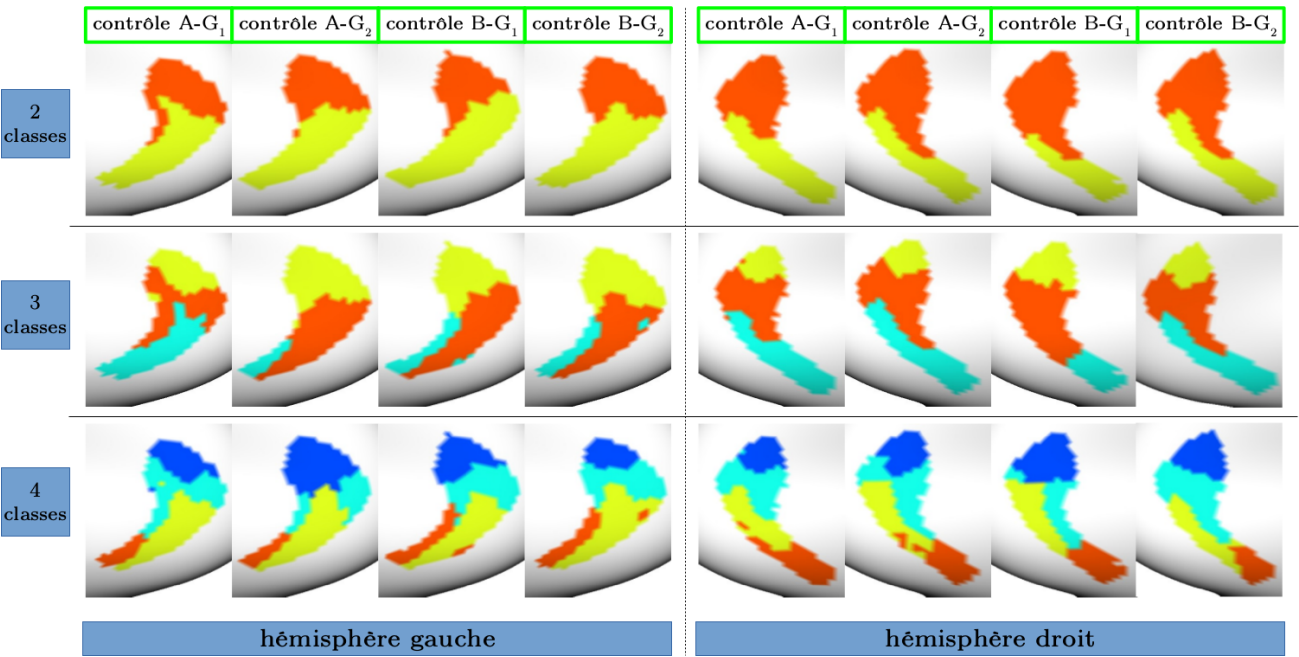 contrôle A-G₁ contrôle A-G₂ contrôle B-G₁ contrôle B-G₂ contrôle A-G₁ contrôle A-G₂ contrôle B-G₁ contrôle B-G₂
2
classes
3
classes
4
classes
hémisphère gauche hémisphère droit